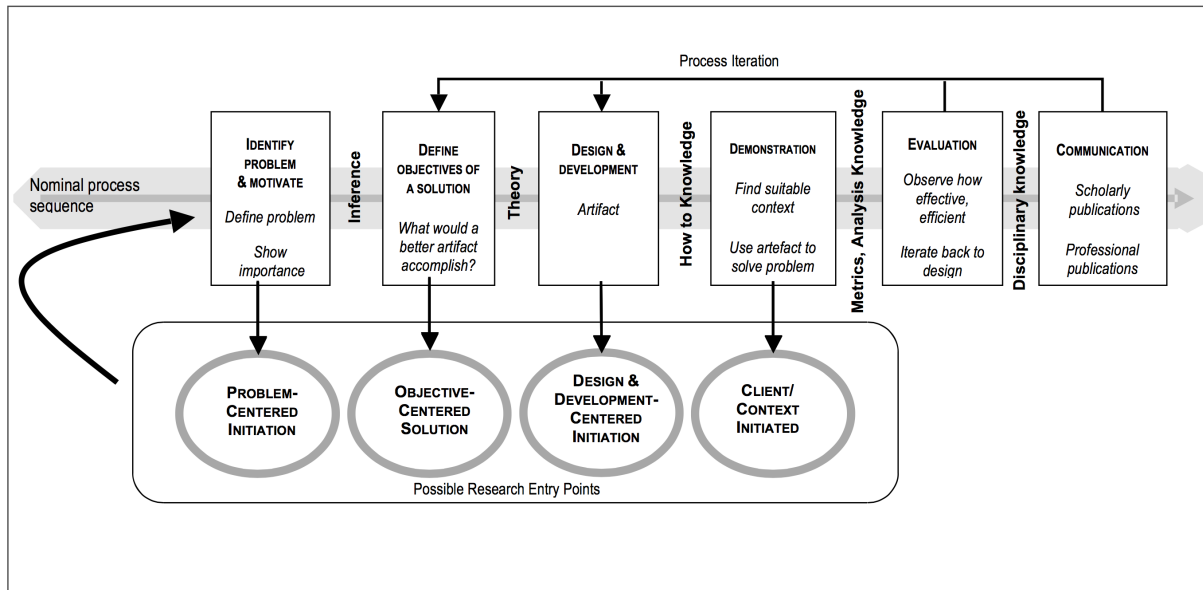 Process Iteration
Nominal process
sequence
IDENTIFY
PROBLEM
& MOTIVATE
Define problem
Show
importance
Inference
DEFINE
OBJECTIVES OF
A SOLUTION
What would a
better artifact
accomplish?
Theory
DESIGN &
DEVELOPMENT
Artifact
How to Knowledge
DEMONSTRATION
Find suitable
context
Use artefact to
solve problem
Metrics, Analysis Knowledge
EVALUATION
Observe how
effective,
efficient
Iterate back to
design
Disciplinary knowledge
COMMUNICATION
Scholarly
publications
Professional
publications
PROBLEM-
CENTERED
INITIATION
OBJECTIVE-
CENTERED
SOLUTION
DESIGN &
DEVELOPMENT-
CENTERED
INITIATION
CLIENT/
CONTEXT
INITIATED
Possible Research Entry Points